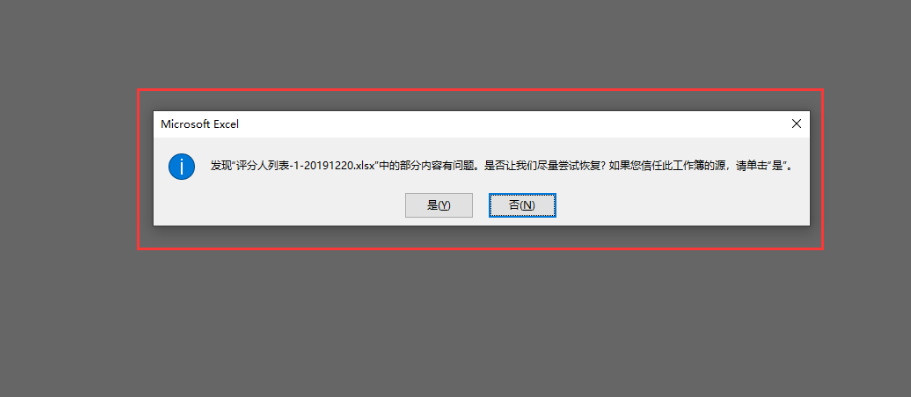 Microsoft Excel
发现"评分人列表-1-20191220.xlsx"中的部分内容有问题。是否让我们尽量尝试恢复? 如果您信任此工作簿的源，请单击"是"。
是(Y)
否(N)